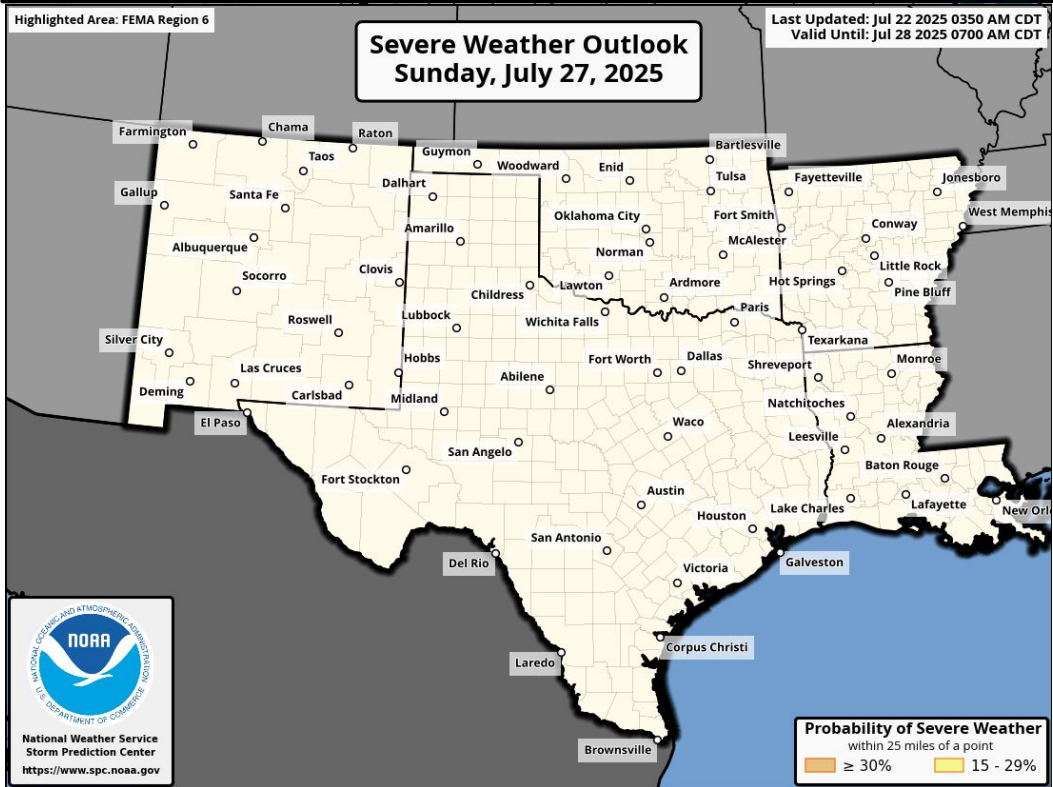 Highlighted Area: FEMA Region 6
Last Updated: Jul 22 2025 0350 AM CDT
Valid Until: Jul 28 2025 0700 AM CDT
Severe Weather Outlook
Sunday, July 27, 2025
Farmington
Chama
Raton
Taos
Guymon
Woodward
Enid
Bartlesville
Tulsa
Fayetteville
Jonesboro
Gallup
Santa Fe
Dalhart
Oklahoma City
Fort Smith
West Memphis
Albuquerque
Amarillo
Norman
McAlester
Conway
Little Rock
Socorro
Clovis
Childress
Lawton
Ardmore
Hot Springs
Pine Bluff
Roswell
Lubbock
Wichita Falls
Paris
Texarkana
Silver City
Hobbs
Fort Worth
Dallas
Shreveport
Monroe
Deming
Las Cruces
Carlsbad
Midland
Abilene
Natchitoches
El Paso
San Angelo
Waco
Leesville
Alexandria
Fort Stockton
Austin
Houston
Lake Charles
Baton Rouge
Lafayette
New Orl
Del Rio
San Antonio
Victoria
Galveston
Laredo
Corpus Christi
Brownsville
NATIONAL OCEANIC AND ATMOSPHERIC ADMINISTRATION
NOAA
U.S. DEPARTMENT OF COMMERCE
National Weather Service
Storm Prediction Center
https://www.spc.noaa.gov
Probability of Severe Weather
within 25 miles of a point
≥ 30%
15 - 29%